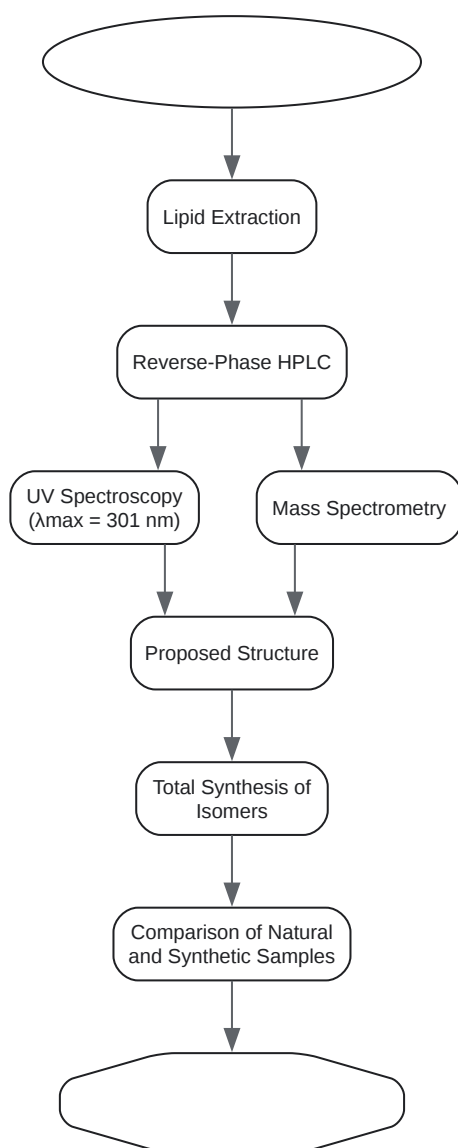 Lipid Extraction
Reverse-Phase HPLC
UV Spectroscopy
(λmax = 301 nm)
Mass Spectrometry
Proposed Structure
Total Synthesis of
Isomers
Comparison of Natural
and Synthetic Samples